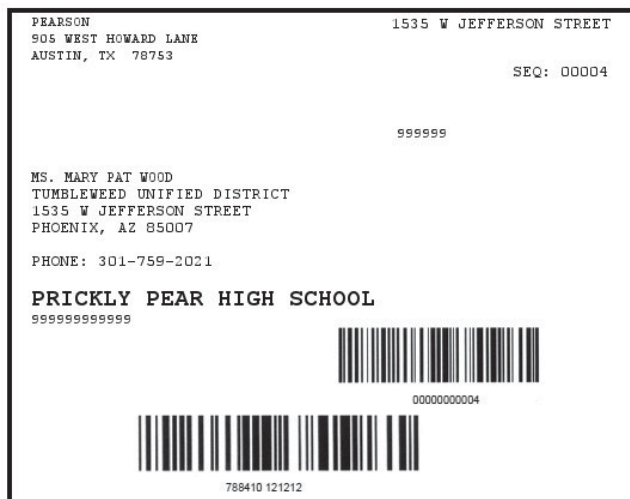 PEARSON
905 WEST HOWARD LANE
AUSTIN, TX 78753
1535 W JEFFERSON STREET
SEQ: 00004
999999
MS. MARY PAT WOOD
TUMBLEWEED UNIFIED DISTRICT
1535 W JEFFERSON STREET
PHOENIX, AZ 85007
PHONE: 301-759-2021
PRICKLY PEAR HIGH SCHOOL
999999999999
00000000004
788410 121212